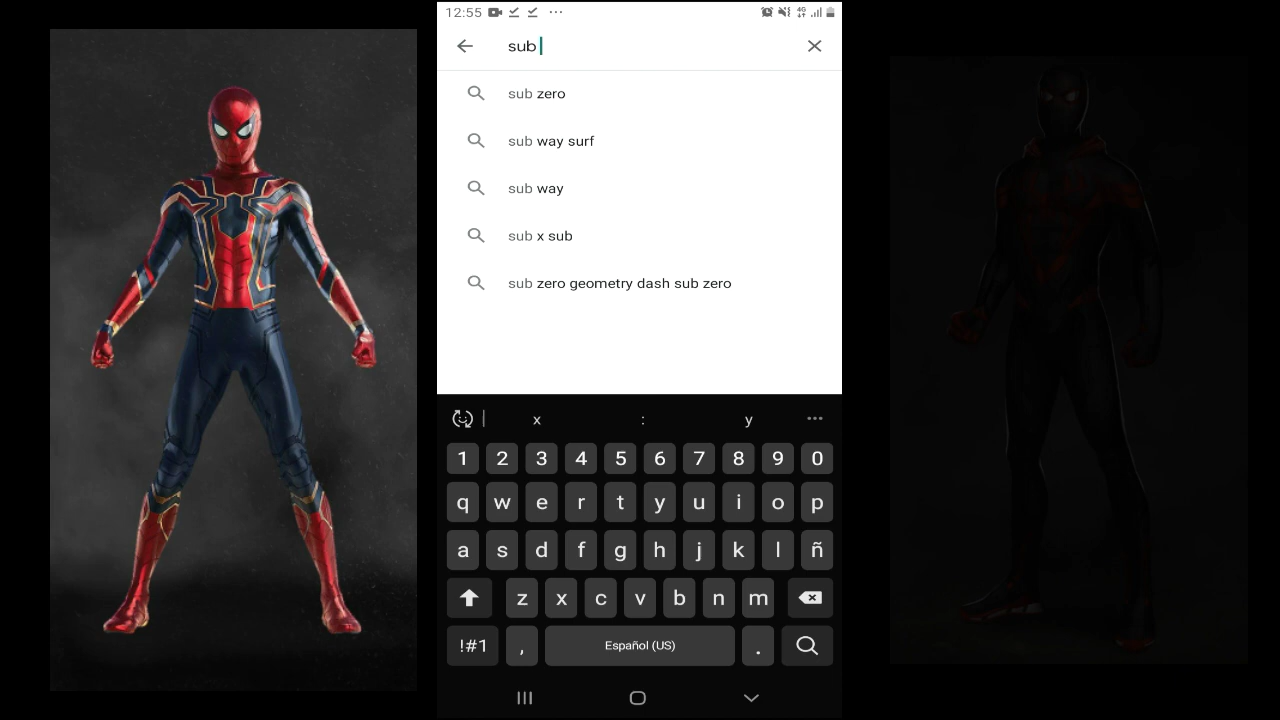 12:55
4G
sub
sub zero
sub way surf
sub way
sub x sub
sub zero geometry dash sub zero
x : y
1 2 3 4 5 6 7 8 9 0
q w e r t y u i o p
a s d f g h j k l ñ
z x c v b n m
!#1 , Español (US) .